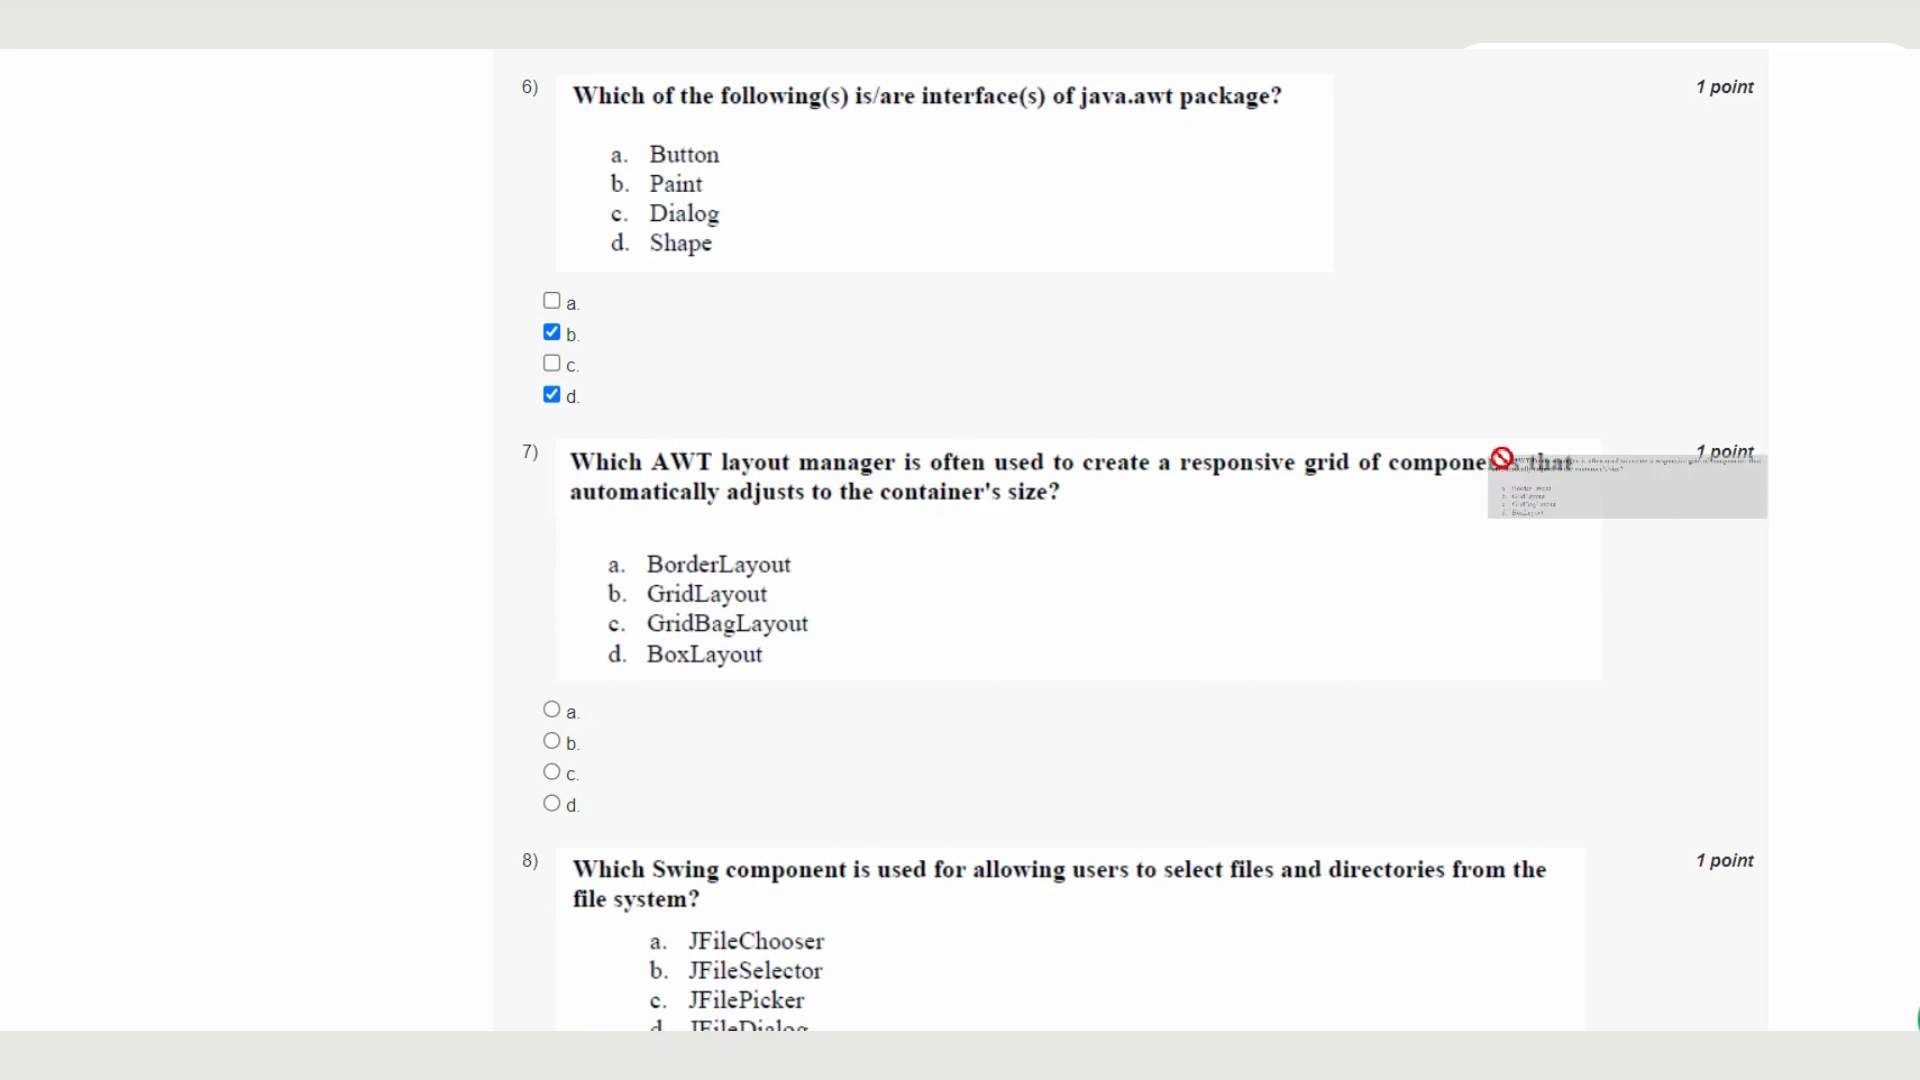 6) Which of the following(s) is/are interface(s) of java.awt package? 1 point
a. Button
b. Paint
c. Dialog
d. Shape
a.
b.
c.
d.
7) Which AWT layout manager is often used to create a responsive grid of that 1 point
automatically adjusts to the container's size?
a. BorderLayout
b. GridLayout
c. GridBagLayout
d. BoxLayout
a.
b.
c.
d.
8) Which Swing component is used for allowing users to select files and directories from the 1 point
file system?
a. JFileChooser
b. JFileSelector
c. JFilePicker
d. JFileDialog